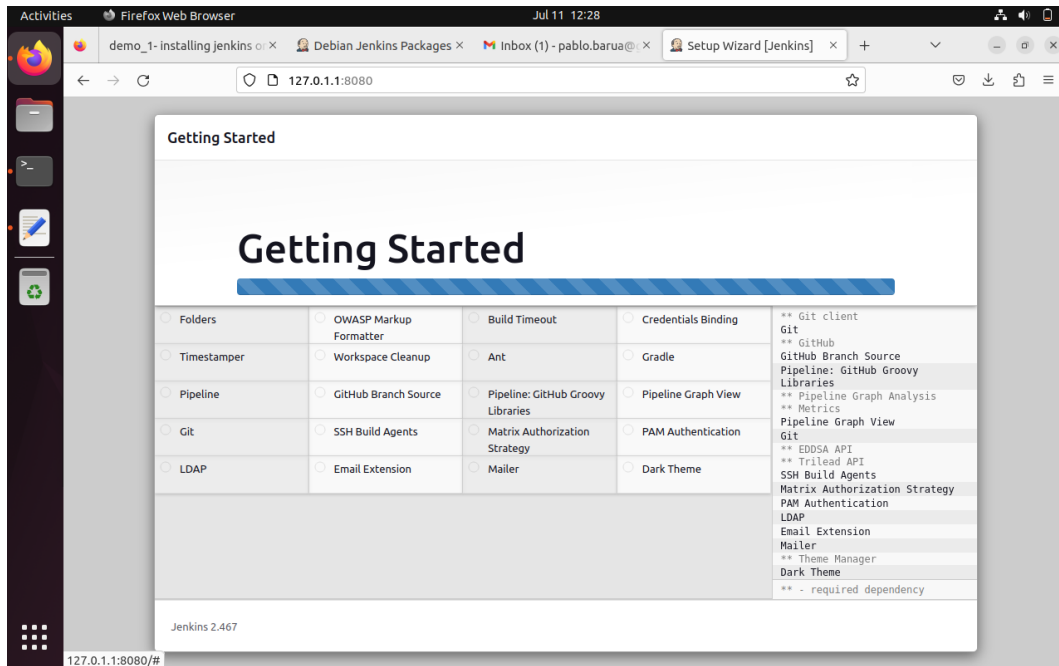 Activities
Firefox Web Browser
Jul 11 12:28
demo_1- installing jenkins or
Debian Jenkins Packages
Inbox (1) - pablo.barua@
Setup Wizard [Jenkins]
127.0.1.1:8080
Getting Started
Getting Started
Folders
OWASP Markup
Formatter
Build Timeout
Credentials Binding
Timestamper
Workspace Cleanup
Ant
Gradle
Pipeline
GitHub Branch Source
Pipeline: GitHub Groovy
Libraries
Pipeline Graph View
Git
SSH Build Agents
Matrix Authorization
Strategy
PAM Authentication
LDAP
Email Extension
Mailer
Dark Theme
** Git client
Git
** GitHub
GitHub Branch Source
Pipeline: GitHub Groovy
Libraries
** Pipeline Graph Analysis
** Metrics
Pipeline Graph View
Git
** EDDSA API
** Trilead API
SSH Build Agents
Matrix Authorization Strategy
PAM Authentication
LDAP
Email Extension
Mailer
** Theme Manager
Dark Theme
** - required dependency
Jenkins 2.467
127.0.1.1:8080/#